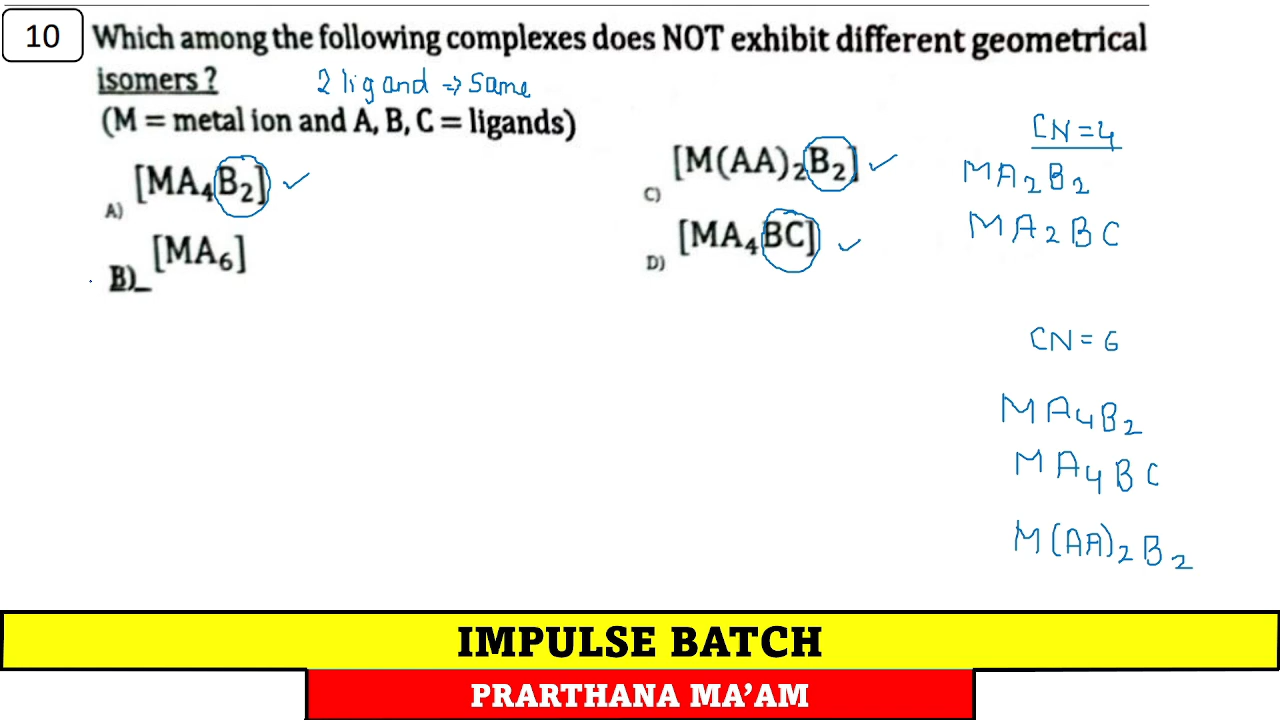 10
Which among the following complexes does NOT exhibit different geometrical
isomers ?
2 ligand => Same
(M = metal ion and A, B, C = ligands)
A) [MA₄B₂] ✓
B) [MA₆]
C) [M(AA)₂B₂] ✓
D) [MA₄BC] ✓
CN = 4
MA₂B₂
MA₂BC
CN = 6
MA₄B₂
MA₄BC
M(AA)₂B₂
IMPULSE BATCH
PRARTHANA MA’AM